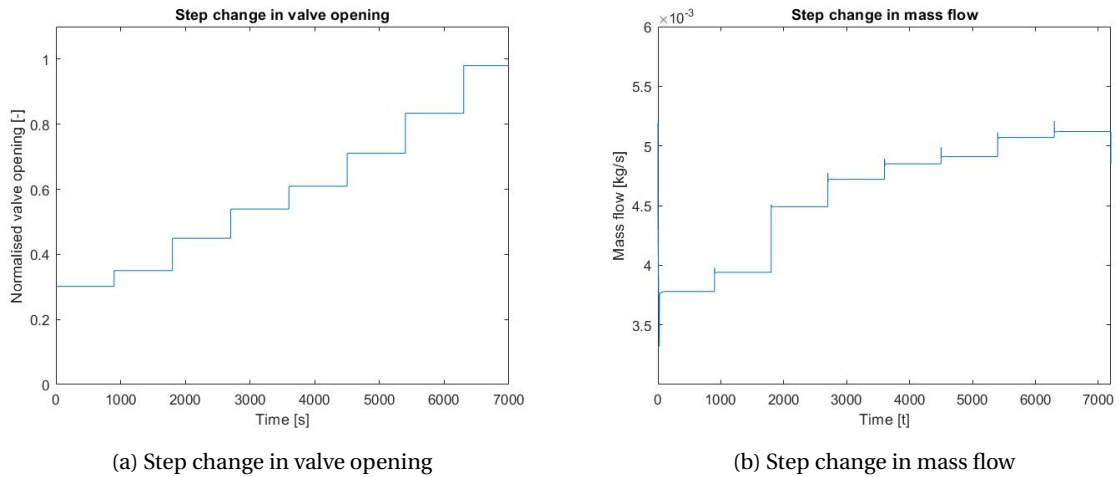 Step change in valve opening
1
0.8
0.6
0.4
0.2
0
Normalised valve opening [-]
0 1000 2000 3000 4000 5000 6000 7000
Time [s]
(a) Step change in valve opening
Step change in mass flow
×10⁻³
6
5.5
5
4.5
4
3.5
Mass flow [kg/s]
0 1000 2000 3000 4000 5000 6000 7000
Time [t]
(b) Step change in mass flow